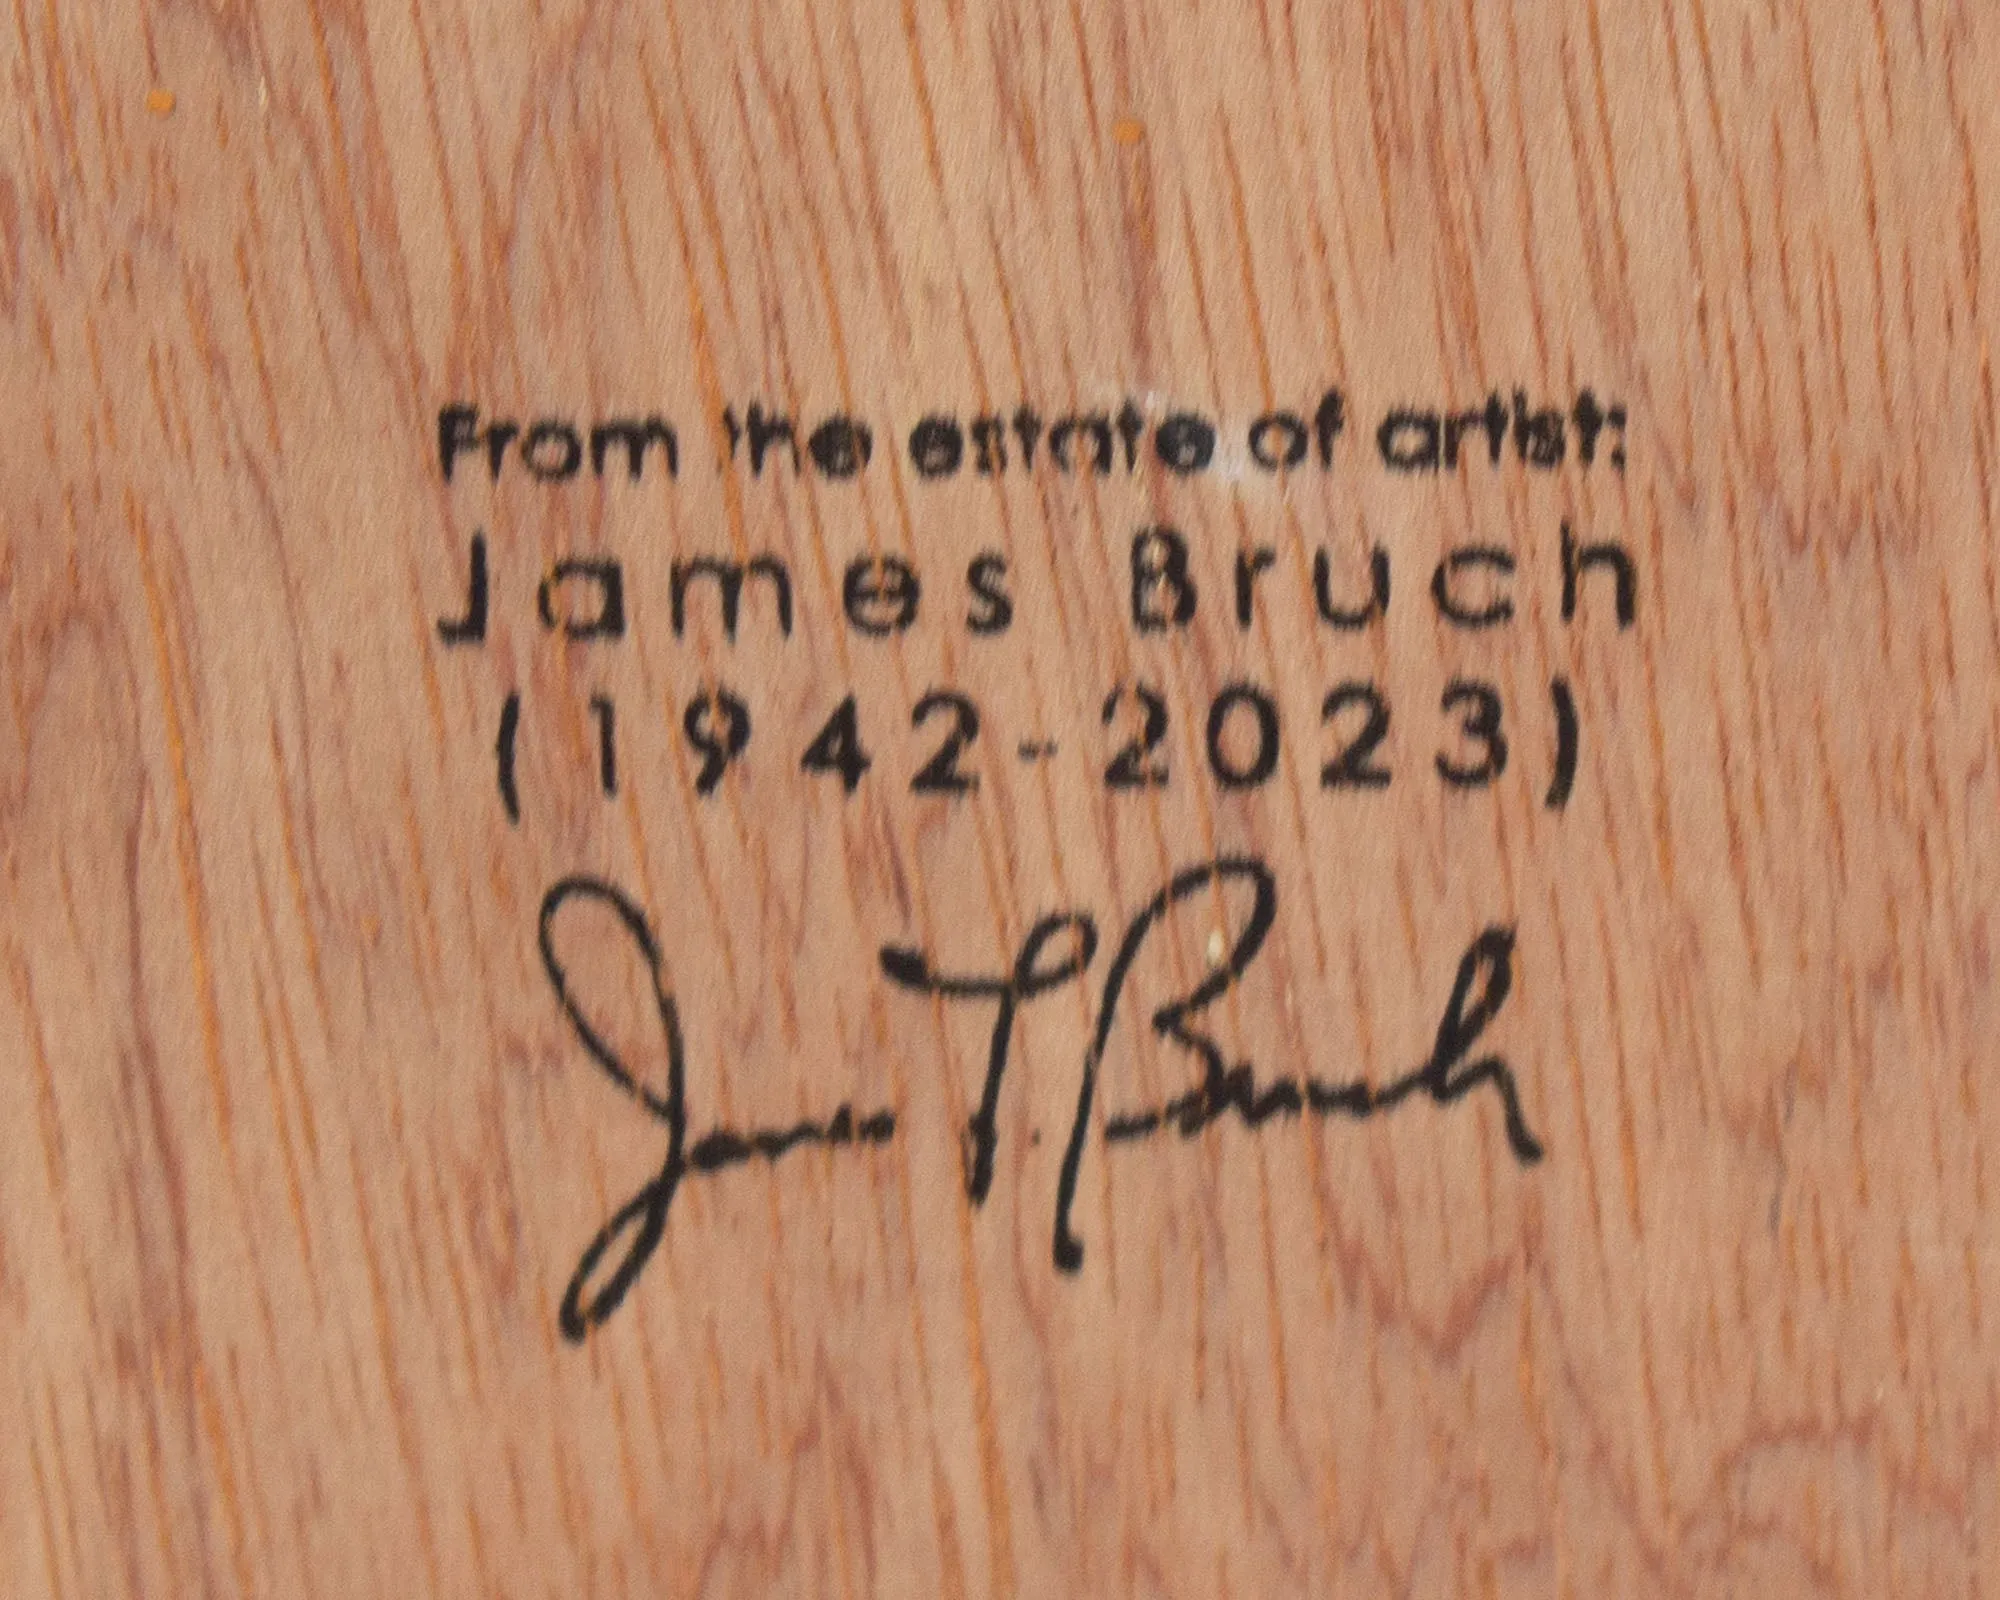 From the estate of artist:
James Bruch
(1942-2023)
James T. Bruch